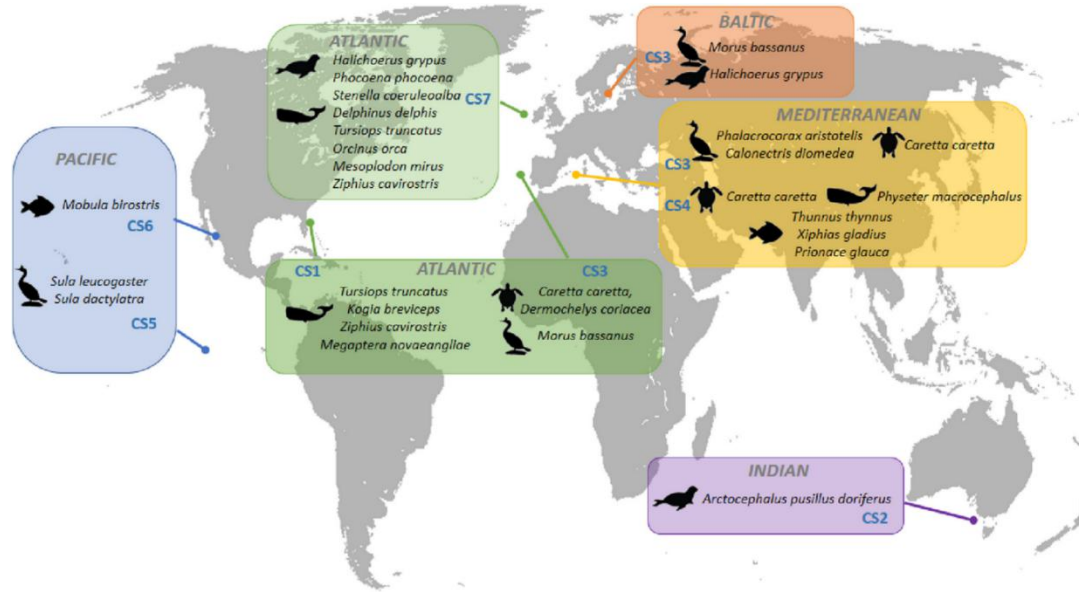 ATLANTIC
Halichoerus grypus
Phocoena phocoena
Stenella coeruleoalba
CS7
Delphinus delphis
Tursiops truncatus
Orcinus orca
Mesoplodon mirus
Ziphius cavirostris
BALTIC
CS3
Morus bassanus
Halichoerus grypus
MEDITERRANEAN
Phalacrocorax aristotelis
Calonectris diomedea
Caretta caretta
CS3
CS4
Caretta caretta
Physeter macrocephalus
Thunnus thynnus
Xiphias gladius
Prionace glauca
PACIFIC
Mobula birostris
CS6
Sula leucogaster
Sula dactylatra
CS5
CS1
ATLANTIC
CS3
Tursiops truncatus
Kogia breviceps
Ziphius cavirostris
Megaptera novaeangliae
Caretta caretta,
Dermochelys coriacea
Morus bassanus
INDIAN
Arctocephalus pusillus doriferus
CS2